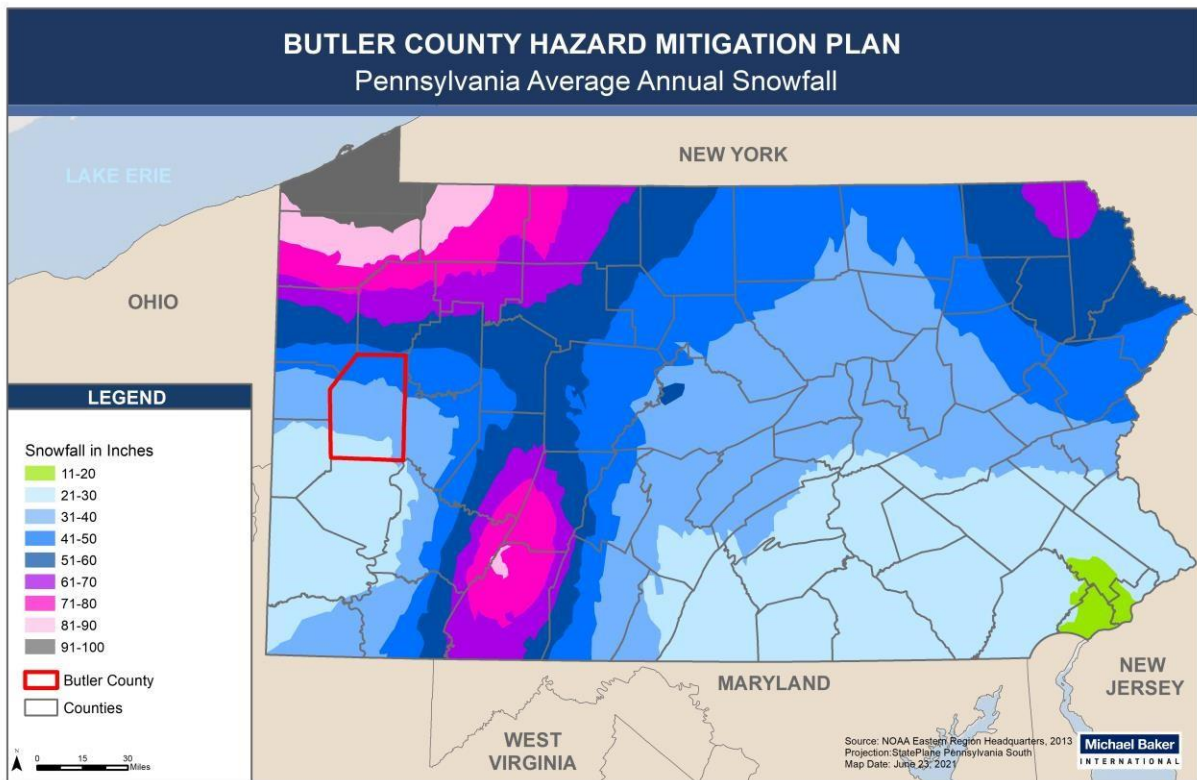 BUTLER COUNTY HAZARD MITIGATION PLAN
Pennsylvania Average Annual Snowfall
LAKE ERIE
NEW YORK
OHIO
LEGEND
Snowfall in Inches
11-20
21-30
31-40
41-50
51-60
61-70
71-80
81-90
91-100
Butler County
Counties
N
0 15 30
Miles
WEST
VIRGINIA
MARYLAND
NEW
JERSEY
Source: NOAA Eastern Region Headquarters, 2013
Projection:StatePlane Pennsylvania South
Map Date: June 23, 2021
Michael Baker
INTERNATIONAL